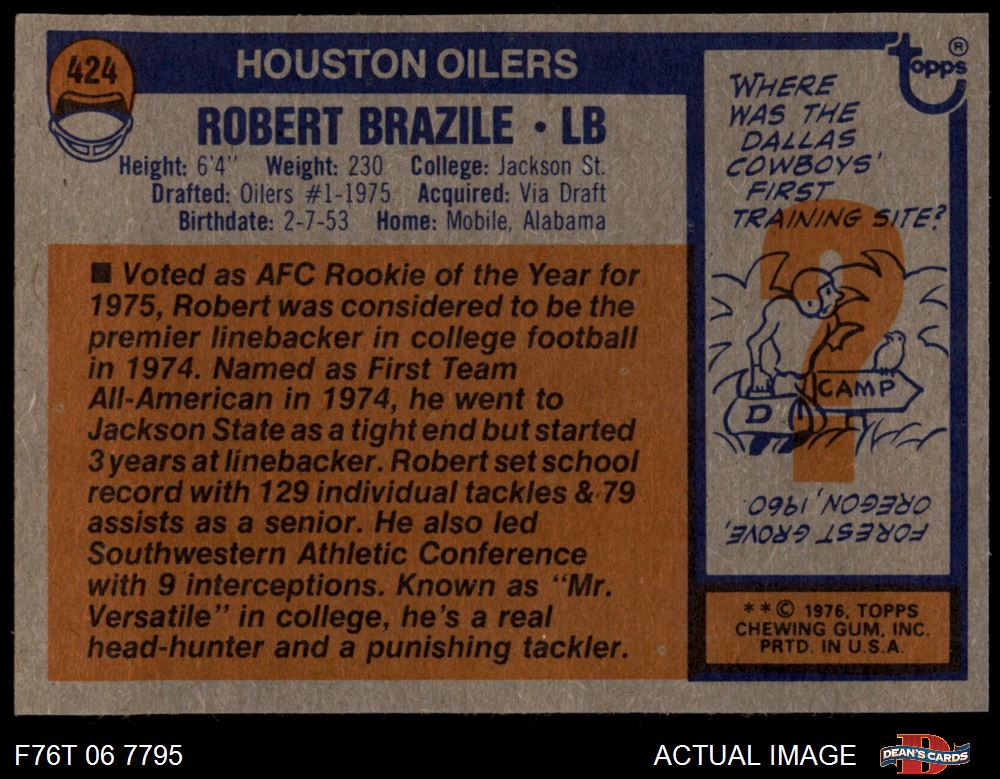 424
HOUSTON OILERS
ROBERT BRAZILE • LB
Height: 6'4" Weight: 230 College: Jackson St.
Drafted: Oilers #1-1975 Acquired: Via Draft
Birthdate: 2-7-53 Home: Mobile, Alabama
■ Voted as AFC Rookie of the Year for
1975, Robert was considered to be the
premier linebacker in college football
in 1974. Named as First Team
All-American in 1974, he went to
Jackson State as a tight end but started
3 years at linebacker. Robert set school
record with 129 individual tackles & 79
assists as a senior. He also led
Southwestern Athletic Conference
with 9 interceptions. Known as "Mr.
Versatile" in college, he's a real
head-hunter and a punishing tackler.
topps ®
WHERE
WAS THE
DALLAS
COWBOYS'
FIRST
TRAINING SITE?
?
CAMP
D
FOREST GROVE,
OREGON, 1960.
**© 1976, TOPPS
CHEWING GUM, INC.
PRTD. IN U.S.A.
F76T 06 7795
ACTUAL IMAGE
D
DEAN'S CARDS